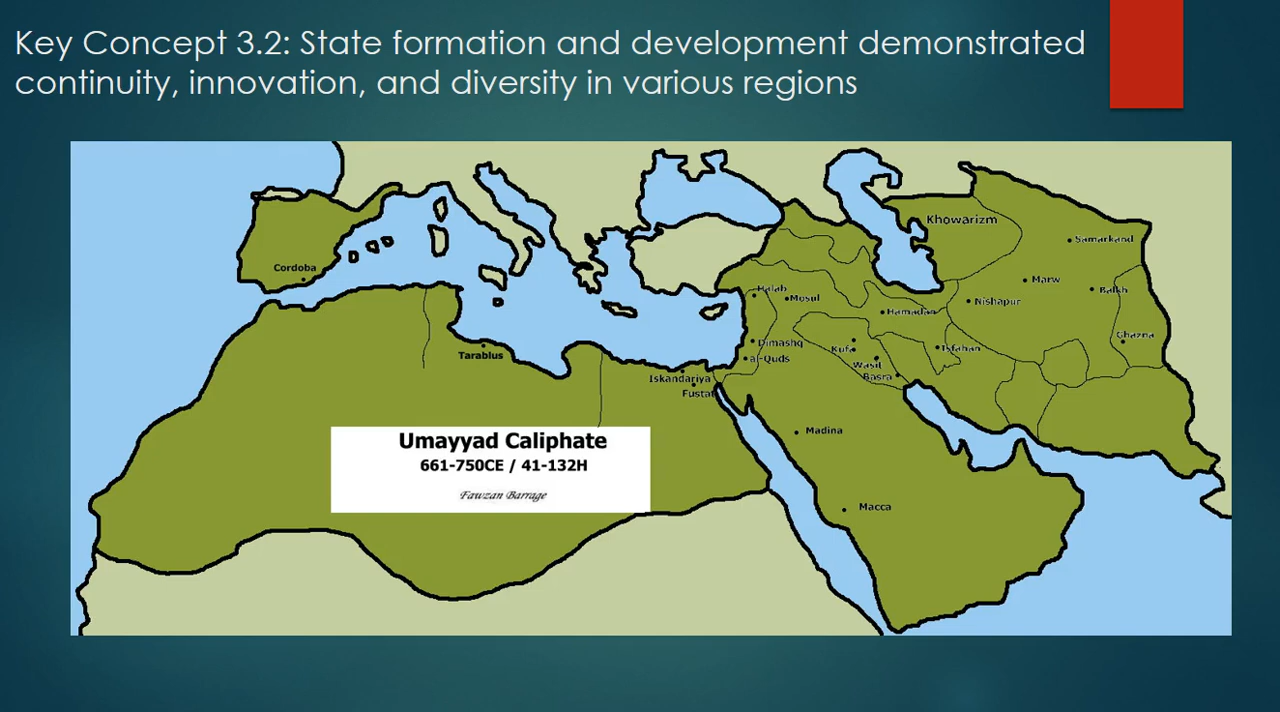 Key Concept 3.2: State formation and development demonstrated
continuity, innovation, and diversity in various regions
Khowarizm
Samarkand
Cordoba
Marw
Balkh
Halab
Mosul
Nishapur
Hamadan
Ghazna
Dimashq
Kufa
Isfahan
Tarablus
al-Quds
Wasit
Basra
Iskandariya
Fustat
Madina
Umayyad Caliphate
661-750CE / 41-132H
Fawzan Barrage
Macca